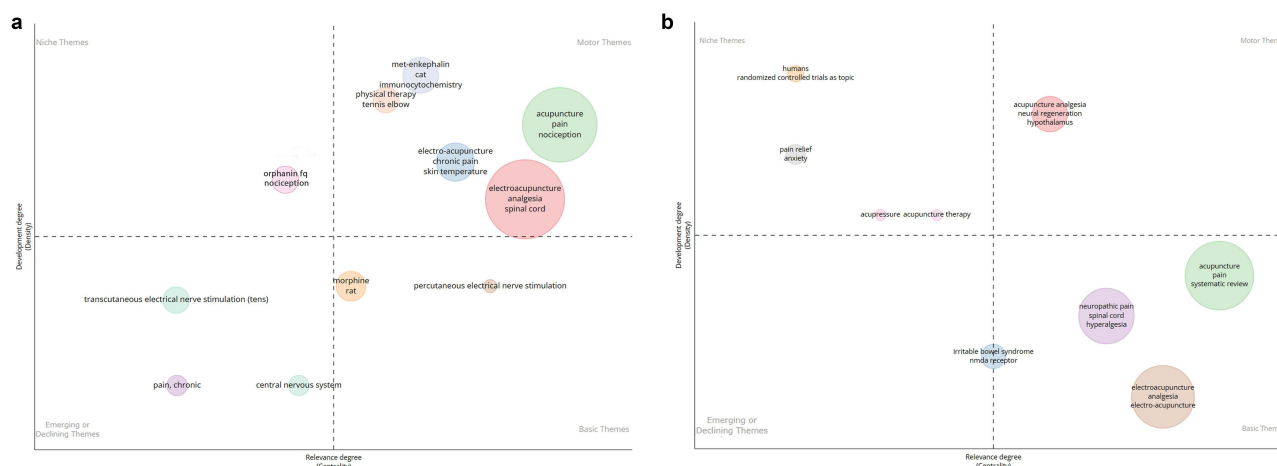 a
Niche Themes
Motor Themes
met-enkephalin
cat
immunocytochemistry
physical therapy
tennis elbow
acupuncture
pain
nociception
electro-acupuncture
chronic pain
skin temperature
orphanin fq
nociception
electroacupuncture
analgesia
spinal cord
morphine
rat
percutaneous electrical nerve stimulation
transcutaneous electrical nerve stimulation (tens)
pain, chronic
central nervous system
Emerging or
Declining Themes
Basic Themes
Development degree
(Density)
Relevance degree
(Centrality)
b
Niche Themes
Motor Them
humans
randomized controlled trials as topic
acupuncture analgesia
neural regeneration
hypothalamus
pain relief
anxiety
acupressure
acupuncture therapy
acupuncture
pain
systematic review
neuropathic pain
spinal cord
hyperalgesia
irritable bowel syndrome
nmda receptor
electroacupuncture
analgesia
electro-acupuncture
Emerging or
Declining Themes
Basic Them
Development degree
(Density)
Relevance degree
(Centrality)